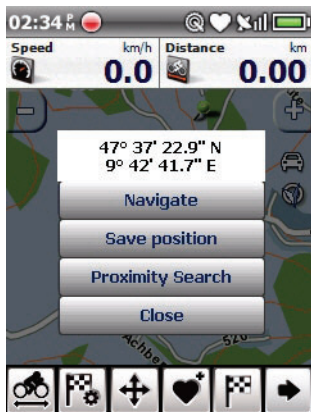 02:34 PM
Speed km/h Distance km
0.0 0.00
47° 37' 22.9" N
9° 42' 41.7" E
Navigate
Save position
Proximity Search
Close
Achbe
520